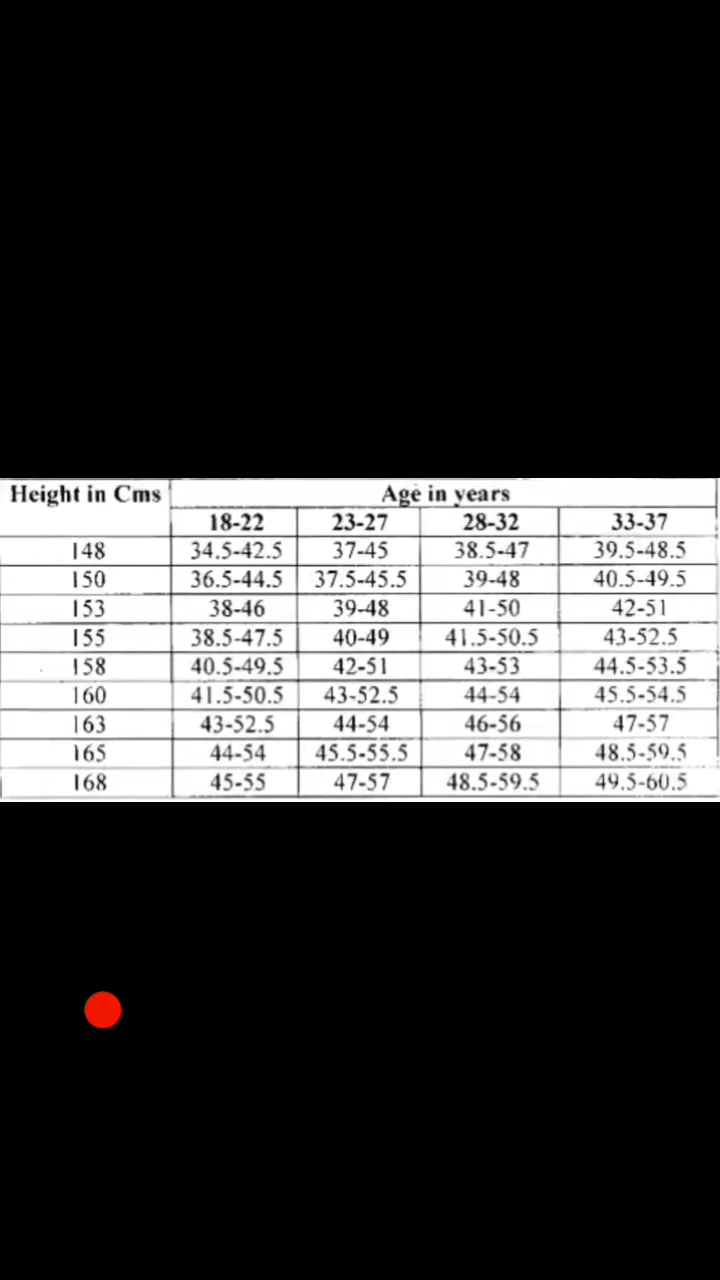 Height in Cms Age in years
18-22 23-27 28-32 33-37
148 34.5-42.5 37-45 38.5-47 39.5-48.5
150 36.5-44.5 37.5-45.5 39-48 40.5-49.5
153 38-46 39-48 41-50 42-51
155 38.5-47.5 40-49 41.5-50.5 43-52.5
158 40.5-49.5 42-51 43-53 44.5-53.5
160 41.5-50.5 43-52.5 44-54 45.5-54.5
163 43-52.5 44-54 46-56 47-57
165 44-54 45.5-55.5 47-58 48.5-59.5
168 45-55 47-57 48.5-59.5 49.5-60.5